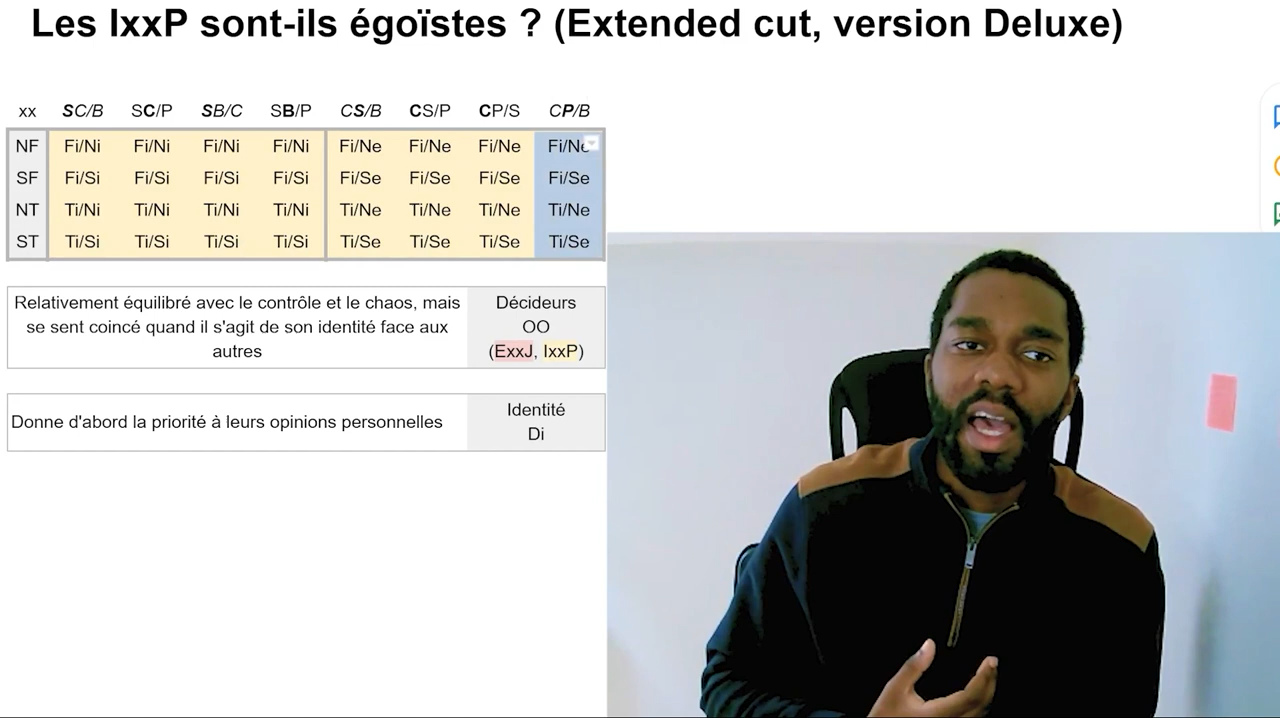 Les IxxP sont-ils égoïstes ? (Extended cut, version Deluxe)
xx SC/B SC/P SB/C SB/P CS/B CS/P CP/S CP/B
NF Fi/Ni Fi/Ni Fi/Ni Fi/Ni Fi/Ne Fi/Ne Fi/Ne Fi/Ne
SF Fi/Si Fi/Si Fi/Si Fi/Si Fi/Se Fi/Se Fi/Se Fi/Se
NT Ti/Ni Ti/Ni Ti/Ni Ti/Ni Ti/Ne Ti/Ne Ti/Ne Ti/Ne
ST Ti/Si Ti/Si Ti/Si Ti/Si Ti/Se Ti/Se Ti/Se Ti/Se
Relativement équilibré avec le contrôle et le chaos, mais
se sent coincé quand il s'agit de son identité face aux
autres
Décideurs
OO
(ExxJ, IxxP)
Donne d'abord la priorité à leurs opinions personnelles
Identité
Di